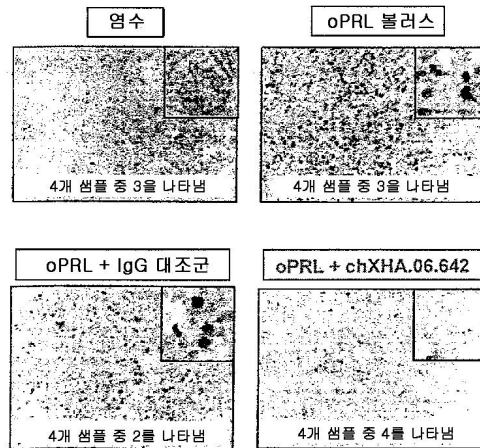 염수
oPRL 볼러스
4개 샘플 중 3을 나타냄
4개 샘플 중 3을 나타냄
oPRL + IgG 대조군
oPRL + chXHA.06.642
4개 샘플 중 2를 나타냄
4개 샘플 중 4를 나타냄